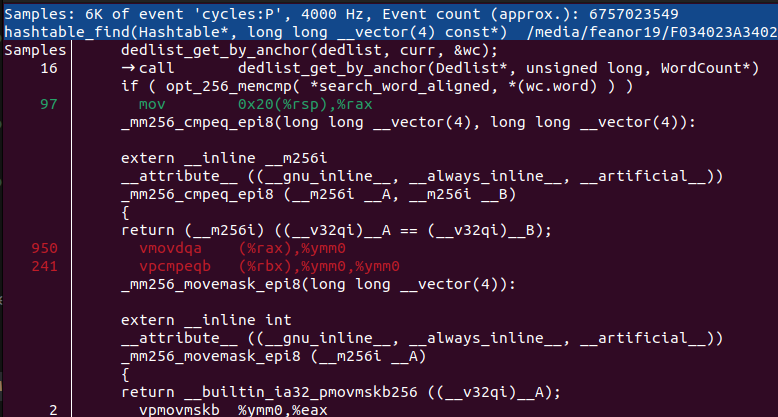 Samples: 6K of event 'cycles:P', 4000 Hz, Event count (approx.): 6757023549
hashtable_find(Hashtable*, long long __vector(4) const*)  /media/feanor19/F034023A3402
Samples      dedlist_get_by_anchor(dedlist, curr, &wc);
16      →call     dedlist_get_by_anchor(Dedlist*, unsigned long, WordCount*)
if ( opt_256_memcmp( *search_word_aligned, *(wc.word) ) )
97        mov      0x20(%rsp),%rax
_mm256_cmpeq_epi8(long long __vector(4), long long __vector(4)):
extern __inline __m256i
__attribute__ ((__gnu_inline__, __always_inline__, __artificial__))
_mm256_cmpeq_epi8 (__m256i __A, __m256i __B)
{
return (__m256i) ((__v32qi)__A == (__v32qi)__B);
950        vmovdqa  (%rax),%ymm0
241        vpcmpeqb (%rbx),%ymm0,%ymm0
_mm256_movemask_epi8(long long __vector(4)):
extern __inline int
__attribute__ ((__gnu_inline__, __always_inline__, __artificial__))
_mm256_movemask_epi8 (__m256i __A)
{
return __builtin_ia32_pmovmskb256 ((__v32qi)__A);
2        vpmovmskb %ymm0,%eax